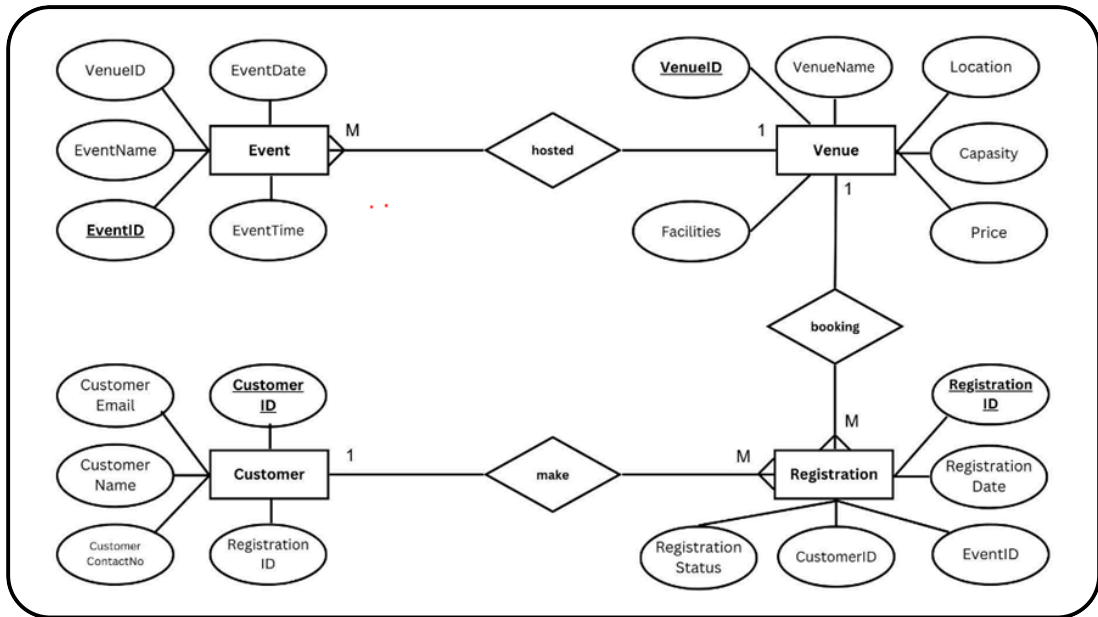 VenueID
EventDate
VenueID
VenueName
Location
M
1
EventName
Event
hosted
Venue
Capasity
1
EventID
EventTime
Facilities
Price
booking
Customer
Email
Customer
ID
Registration
ID
M
1
M
Customer
Name
Customer
make
Registration
Registration
Date
Customer
ContactNo
Registration
ID
Registration
Status
CustomerID
EventID